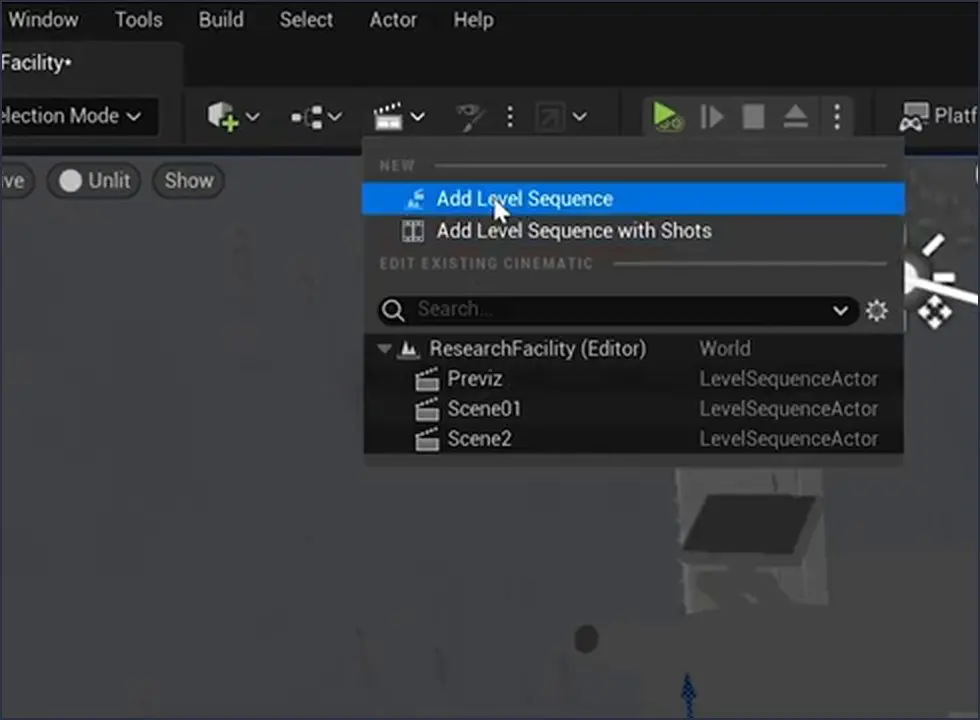 Window Tools Build Select Actor Help
Facility•
election Mode
Platf
ve Unlit Show
NEW
Add Level Sequence
Add Level Sequence with Shots
EDIT EXISTING CINEMATIC
Search...
ResearchFacility (Editor) World
Previz LevelSequenceActor
Scene01 LevelSequenceActor
Scene2 LevelSequenceActor